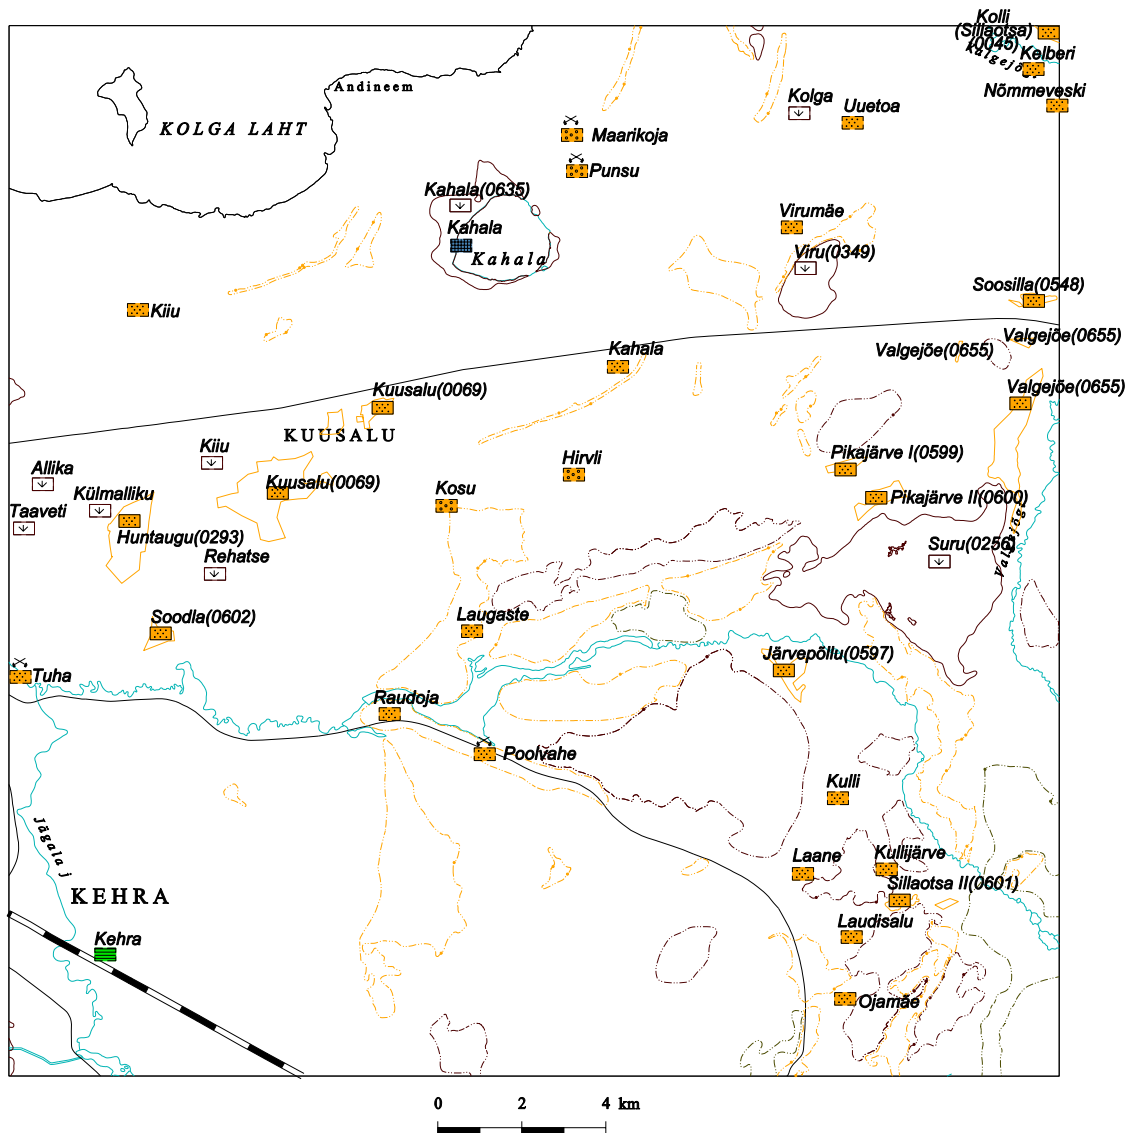 Kolli
(Sillaotsa)
(0045)
Kelberi
Nõmmeveski
Andineem
Kolga
Uuetoa
KOLGA LAHT
Maarikoja
Punsu
Kahala(0635)
Kahala
Kahala
Virumäe
Viru(0349)
Soosilla(0548)
Kiiu
Valgejõe(0655)
Valgejõe(0655)
Kahala
Kuusalu(0069)
Valgejõe(0655)
KUUSALU
Kiiu
Pikajärve I(0599)
Hirvli
Allika
Kuusalu(0069)
Kosu
Külmalliku
Pikajärve II(0600)
Taaveti
Huntaugu(0293)
Suru(0256)
Rehatse
Soodla(0602)
Laugaste
Järvepõllu(0597)
Tuha
Raudoja
Poolvahe
Kulli
Jägala j
Laane
Kullijärve
Sillaotsa II(0601)
KEHRA
Kehra
Laudisalu
Ojamäe
0 2 4 km